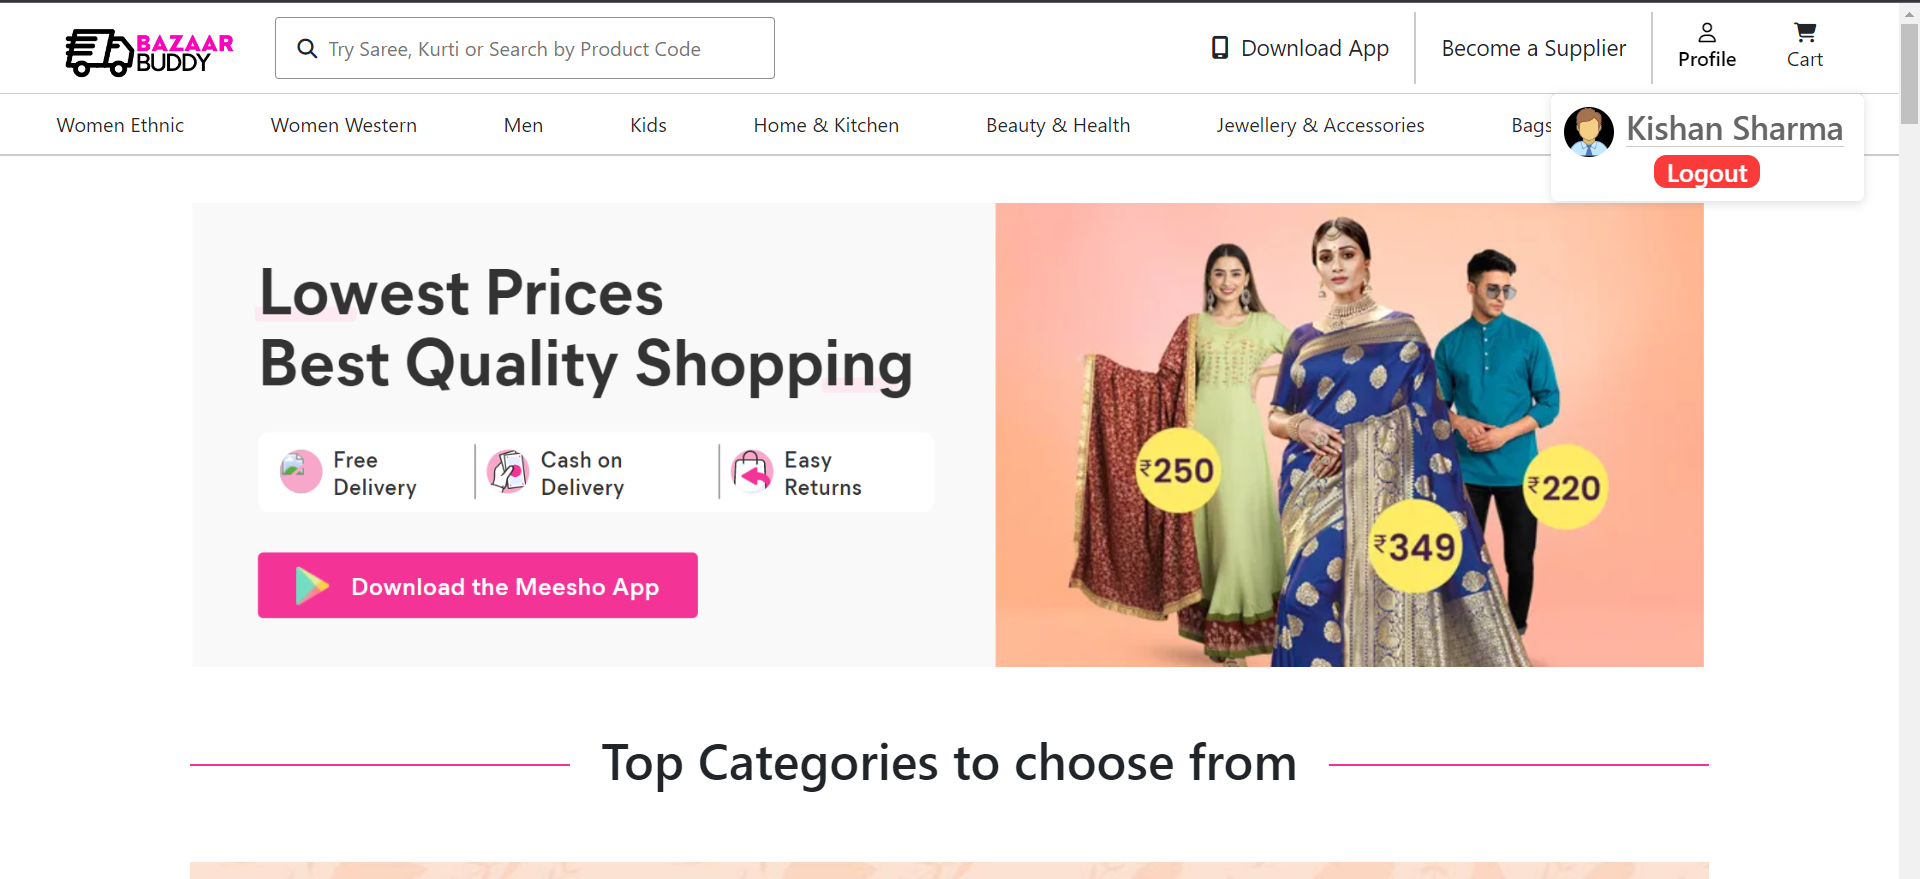 BAZAAR
BUDDY
Try Saree, Kurti or Search by Product Code
Download App
Become a Supplier
Profile
Cart
Women Ethnic
Women Western
Men
Kids
Home & Kitchen
Beauty & Health
Jewellery & Accessories
Bags
Kishan Sharma
Logout
Lowest Prices
Best Quality Shopping
Free
Delivery
Cash on
Delivery
Easy
Returns
Download the Meesho App
₹250
₹349
₹220
Top Categories to choose from